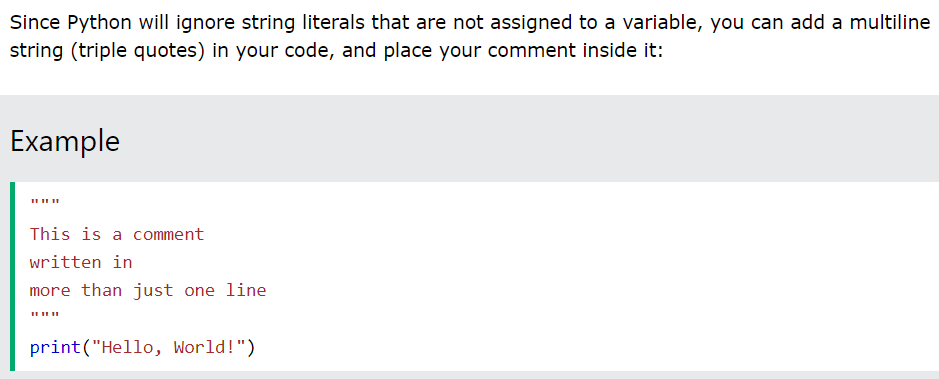 Since Python will ignore string literals that are not assigned to a variable, you can add a multiline
string (triple quotes) in your code, and place your comment inside it:
Example
"""
This is a comment
written in
more than just one line
"""
print("Hello, World!")